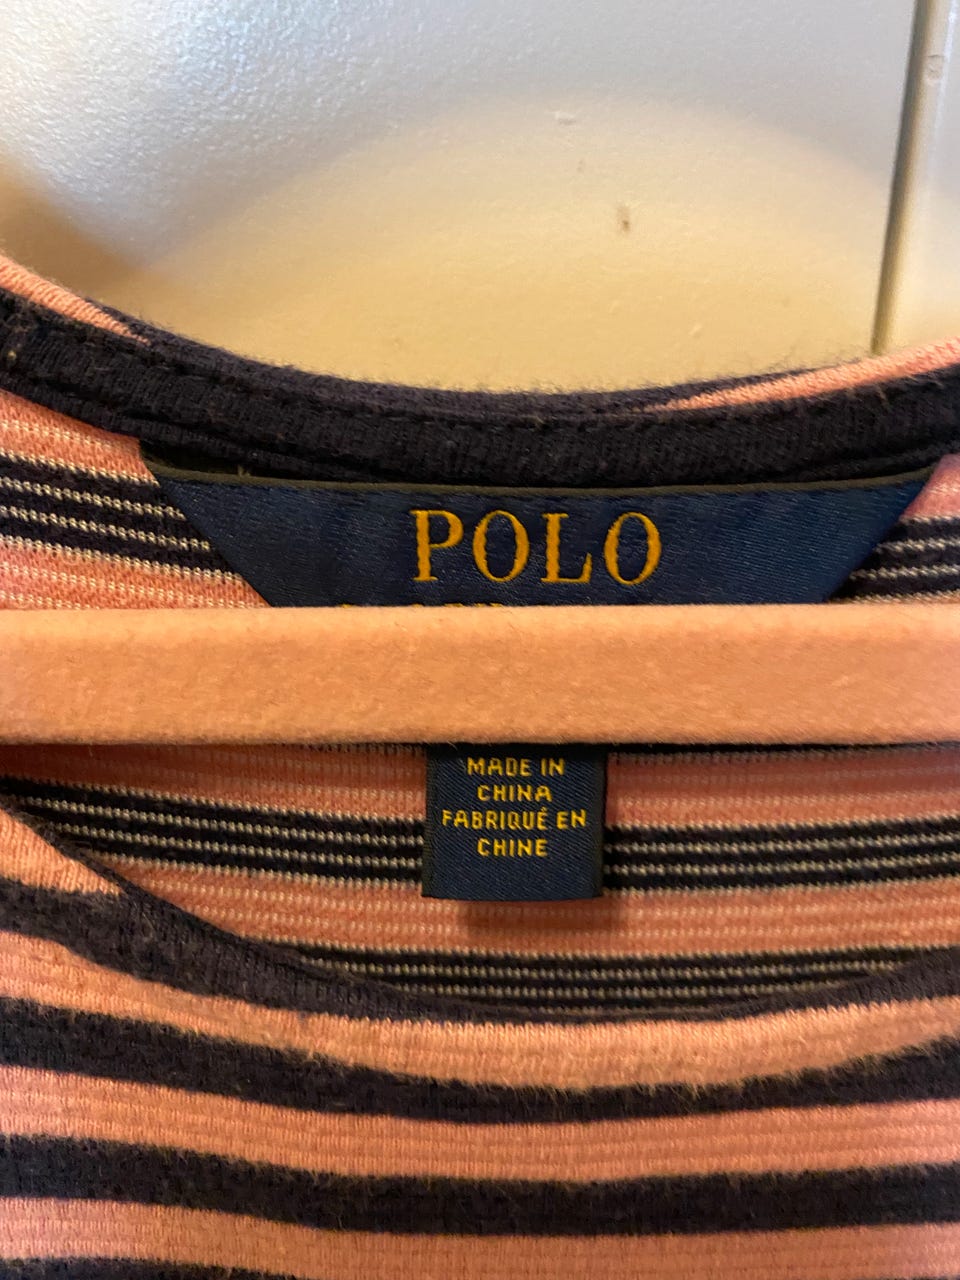 POLO
MADE IN
CHINA
FABRIQUÉ EN
CHINE